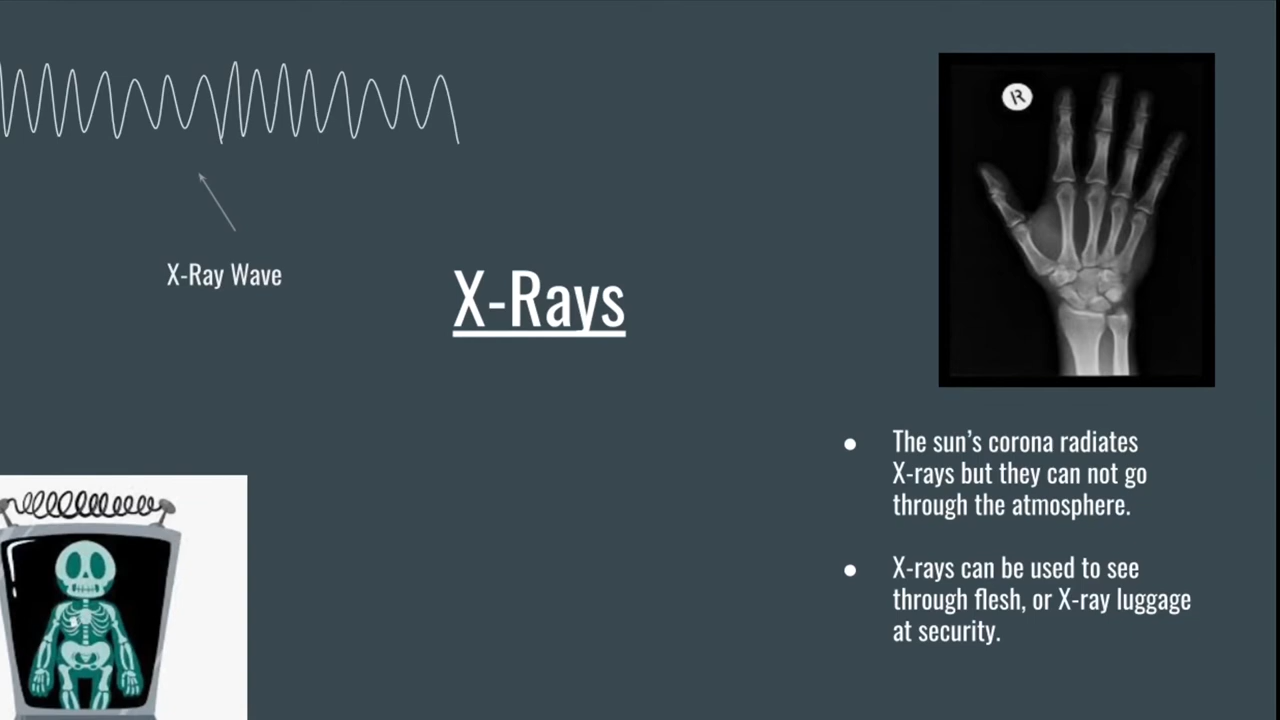 X-Ray Wave
X-Rays
R
The sun’s corona radiates
X-rays but they can not go
through the atmosphere.
X-rays can be used to see
through flesh, or X-ray luggage
at security.